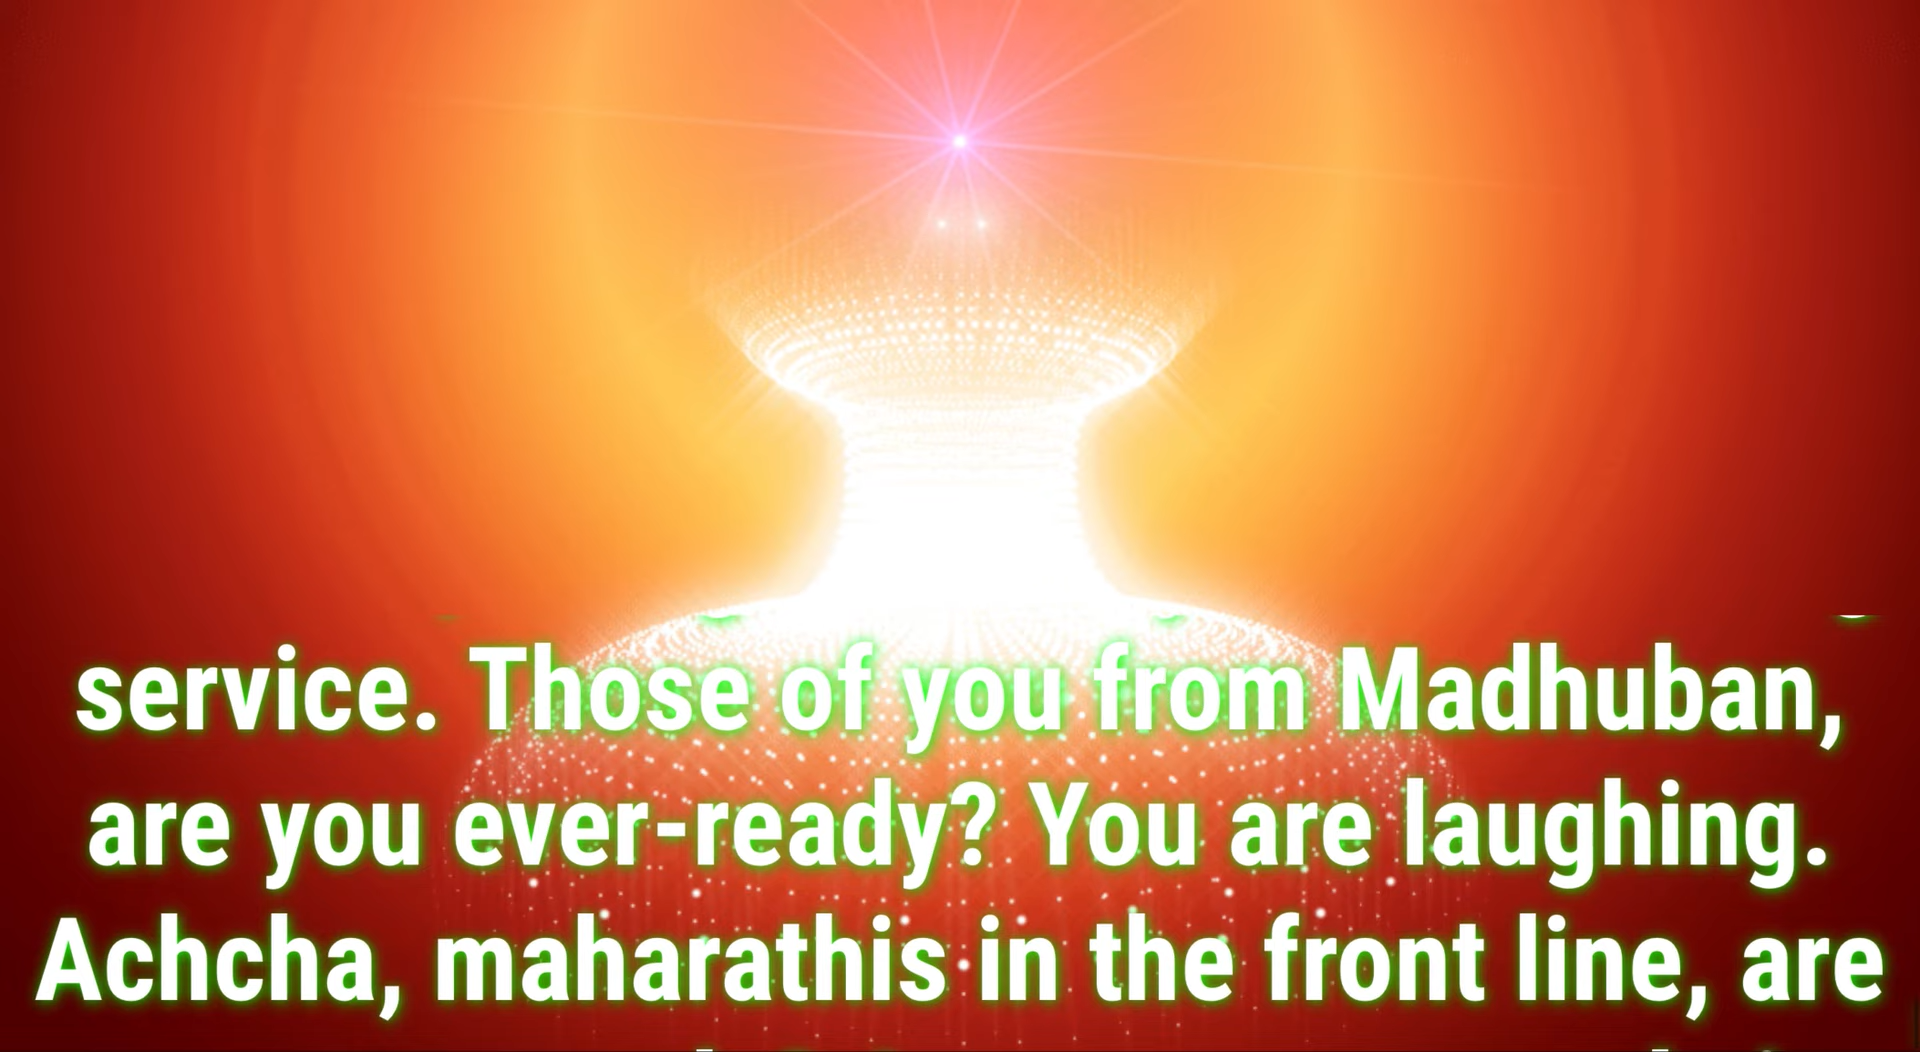 service. Those of you from Madhuban,
are you ever-ready? You are laughing.
Achcha, maharathis in the front line, are